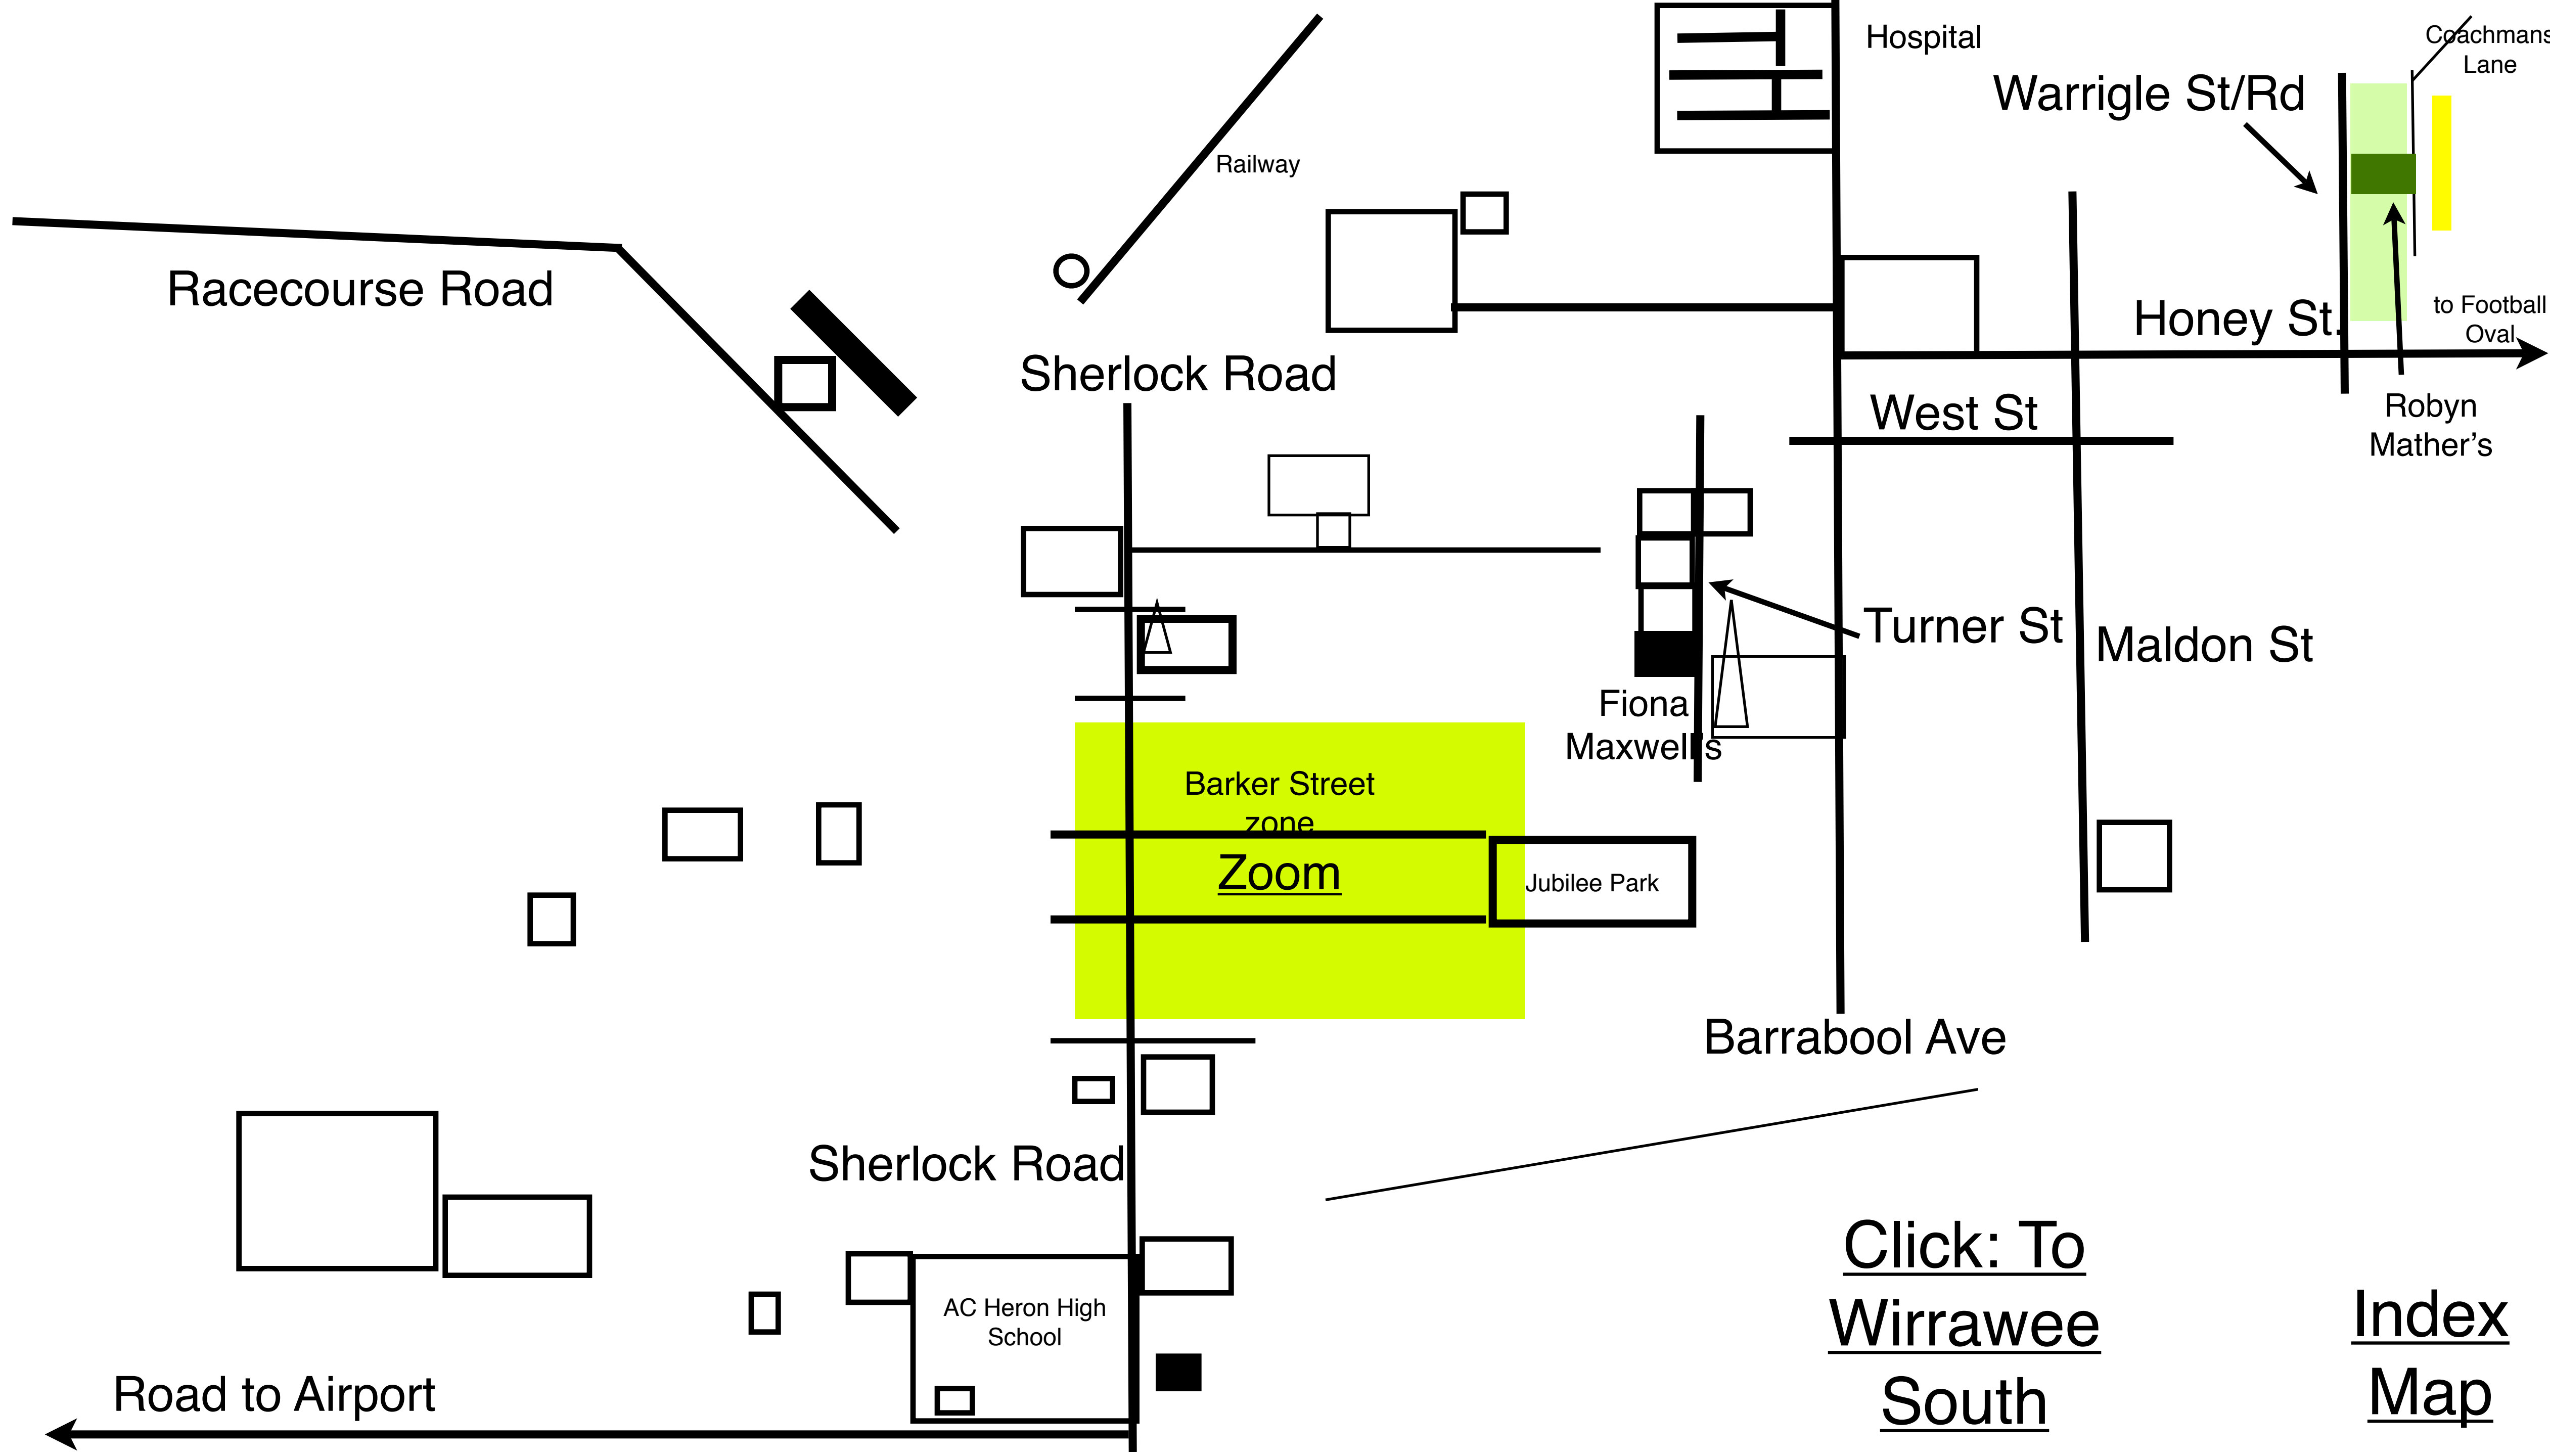 Hospital
Coachmans
Lane
Warrigle St/Rd
Railway
Racecourse Road
Honey St.
to Football
Oval
Sherlock Road
West St
Robyn
Mather's
Turner St
Maldon St
Fiona
Maxwell's
Barker Street
zone
Zoom
Jubilee Park
Barrabool Ave
Sherlock Road
Click: To
Wirrawee
South
Index
Map
AC Heron High
School
Road to Airport